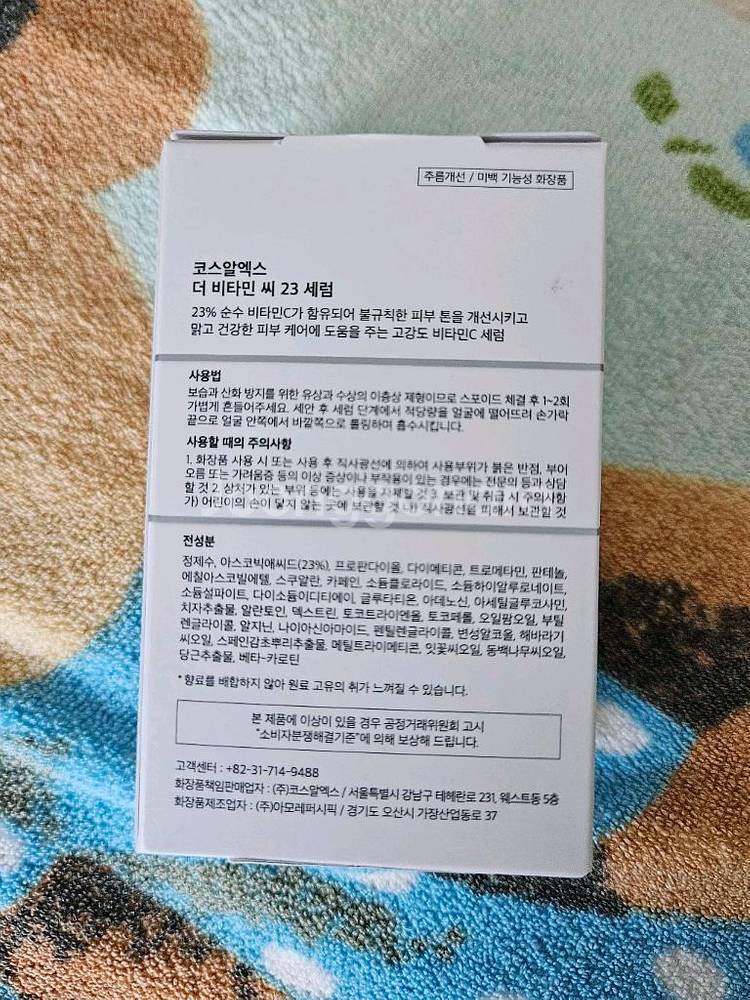 주름개선 / 미백 기능성 화장품
코스알엑스
더 비타민 씨 23 세럼
23% 순수 비타민C가 함유되어 불규칙한 피부 톤을 개선시키고
맑고 건강한 피부 케어에 도움을 주는 고강도 비타민C 세럼
사용법
보습과 산화 방지를 위한 유상과 수상의 이층상 제형이므로 스포이드 체결 후 1~2회
가볍게 흔들어주세요. 세안 후 세럼 단계에서 적당량을 얼굴에 떨어뜨려 손가락
끝으로 얼굴 안쪽에서 바깥쪽으로 롤링하며 흡수시킵니다.
사용할 때의 주의사항
1. 화장품 사용 시 또는 사용 후 직사광선에 의하여 사용부위가 붉은 반점, 부어
오름 또는 가려움증 등의 이상 증상이나 부작용이 있는 경우에는 전문의 등과 상담
할 것 2. 상처가 있는 부위 등에는 사용을 자제할 것 3. 보관 및 취급 시 주의사항
가) 어린이의 손이 닿지 않는 곳에 보관할 것 나) 직사광선을 피해서 보관할 것
전성분
정제수, 아스코빅애씨드(23%), 프로판다이올, 다이메티콘, 트로메타민, 판테놀,
에칠아스코빌에텔, 스쿠알란, 카페인, 소듐클로라이드, 소듐하이알루로네이트,
소듐설파이트, 다이소듐이디티에이, 글루타티온, 아데노신, 아세틸글루코사민,
치자추출물, 알란토인, 덱스트린, 토코트라이엔올, 토코페롤, 오일팜오일, 부틸
렌글라이콜, 알지닌, 나이아신아마이드, 펜틸렌글라이콜, 변성알코올, 해바라기
씨오일, 스페인감초뿌리추출물, 메틸트라이메티콘, 잇꽃씨오일, 동백나무씨오일,
당근추출물, 베타-카로틴
*향료를 배합하지 않아 원료 고유의 취가 느껴질 수 있습니다.
본 제품에 이상이 있을 경우 공정거래위원회 고시
"소비자분쟁해결기준"에 의해 보상해 드립니다.
고객센터 : +82-31-714-9488
화장품책임판매업자 : (주)코스알엑스 / 서울특별시 강남구 테헤란로 231, 웨스트동 5층
화장품제조업자 : (주)아모레퍼시픽 / 경기도 오산시 가장산업동로 37